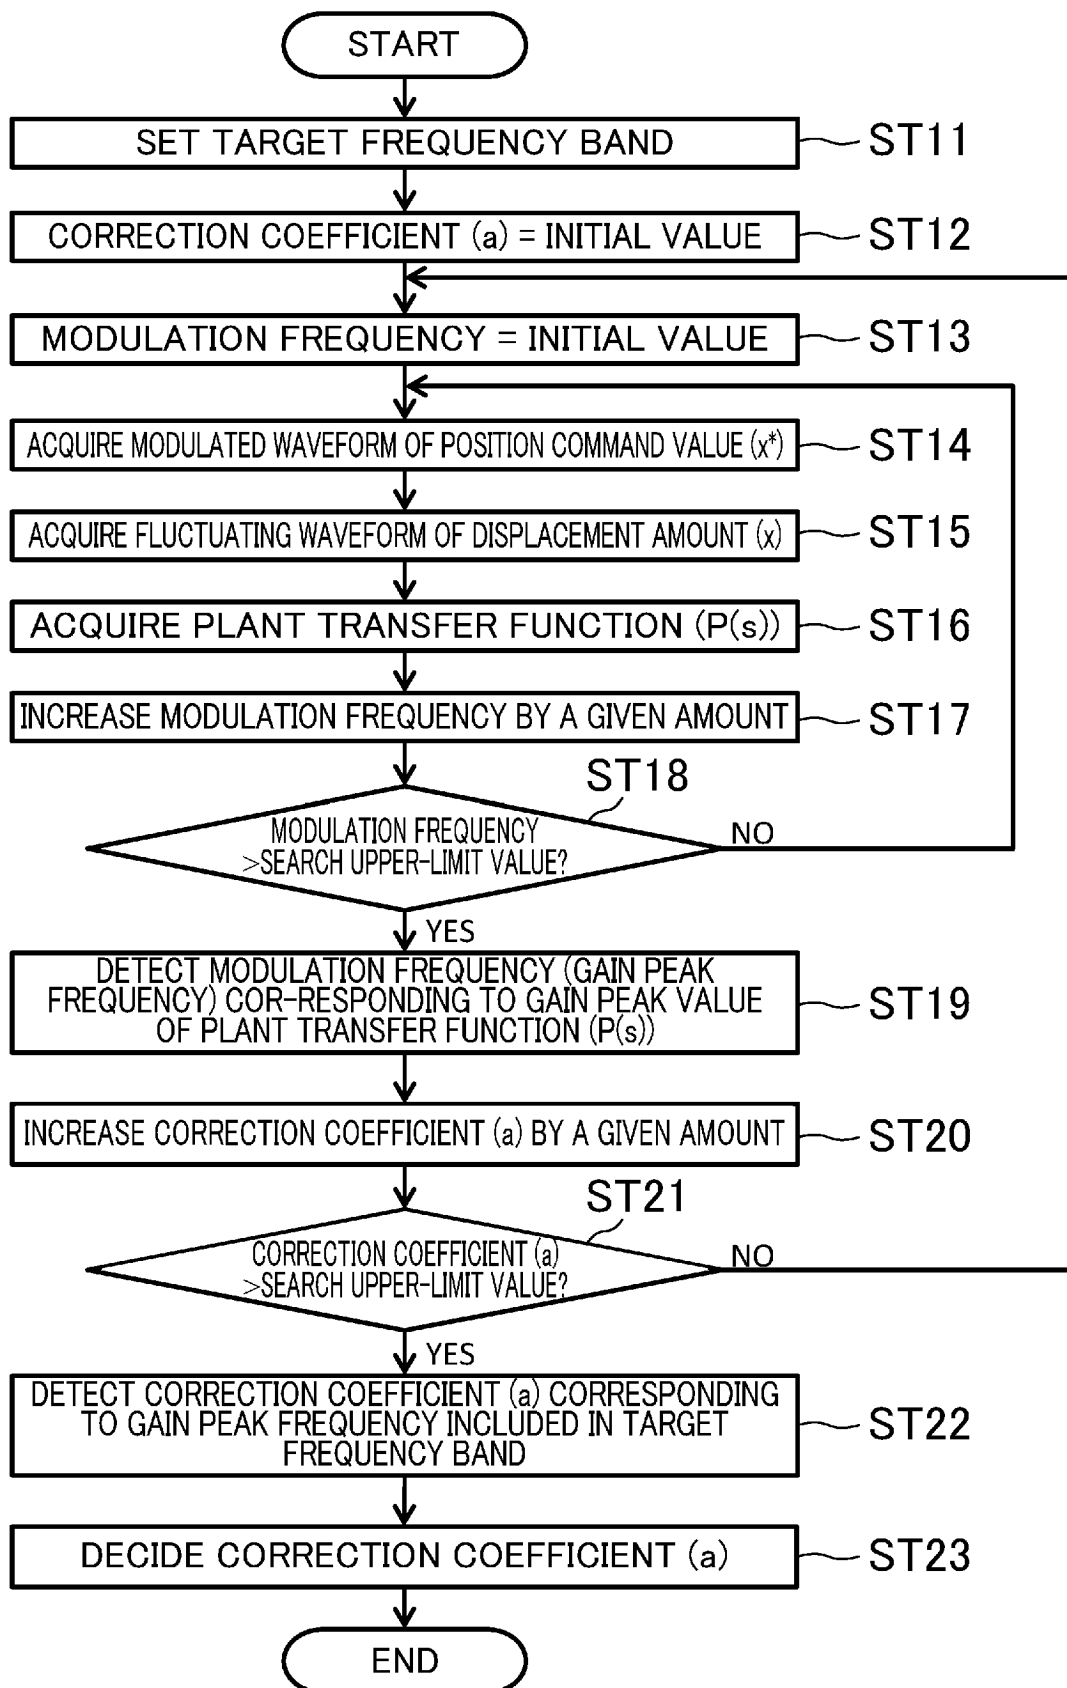 START
SET TARGET FREQUENCY BAND
ST11
CORRECTION COEFFICIENT (a) = INITIAL VALUE
ST12
MODULATION FREQUENCY = INITIAL VALUE
ST13
ACQUIRE MODULATED WAVEFORM OF POSITION COMMAND VALUE (x*)
ST14
ACQUIRE FLUCTUATING WAVEFORM OF DISPLACEMENT AMOUNT (x)
ST15
ACQUIRE PLANT TRANSFER FUNCTION (P(s))
ST16
INCREASE MODULATION FREQUENCY BY A GIVEN AMOUNT
ST17
ST18
MODULATION FREQUENCY
>SEARCH UPPER-LIMIT VALUE?
NO
YES
DETECT MODULATION FREQUENCY (GAIN PEAK
FREQUENCY) COR-RESPONDING TO GAIN PEAK VALUE
OF PLANT TRANSFER FUNCTION (P(s))
ST19
INCREASE CORRECTION COEFFICIENT (a) BY A GIVEN AMOUNT
ST20
ST21
CORRECTION COEFFICIENT (a)
>SEARCH UPPER-LIMIT VALUE?
NO
YES
DETECT CORRECTION COEFFICIENT (a) CORRESPONDING
TO GAIN PEAK FREQUENCY INCLUDED IN TARGET
FREQUENCY BAND
ST22
DECIDE CORRECTION COEFFICIENT (a)
ST23
END